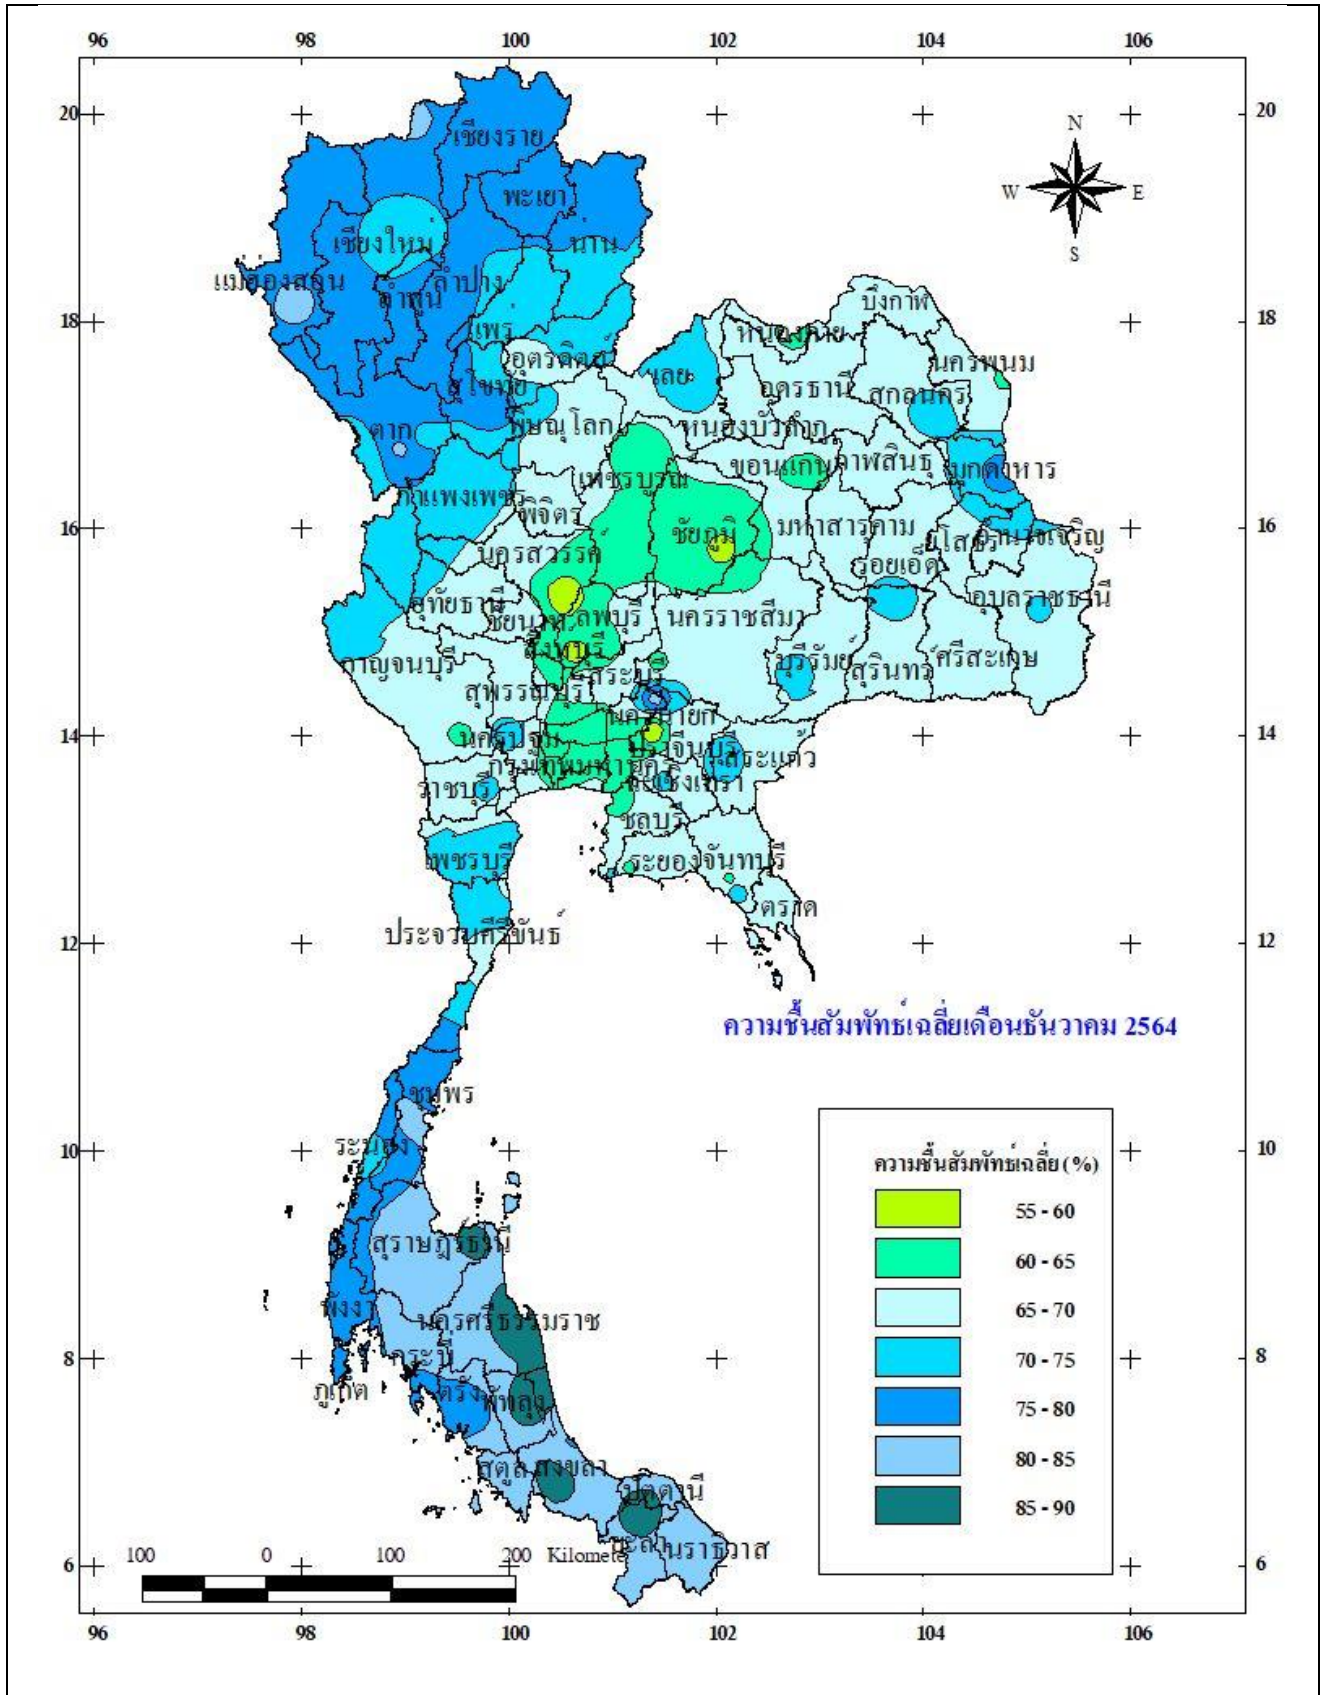 96 98 100 102 104 106
20 20
N
W E
S
เชียงราย
พะเยา
เชียงใหม่ น่าน
แม่ฮ่องสอน ลำปาง
ลำพูน บึงกาฬ
18 18
แพร่ หนองคาย
อุตรดิตถ์ นครพนม
สุโขทัย เลย อุดรธานี สกลนคร
ตาก พิษณุโลก หนองบัวลำภู
เพชรบูรณ์ ขอนแก่น กาฬสินธุ์ มุกดาหาร
กำแพงเพชร พิจิตร
16 ชัยภูมิ มหาสารคาม ยโสธร อำนาจเจริญ 16
นครสวรรค์ ร้อยเอ็ด
อุทัยธานี ชัยนาท ลพบุรี นครราชสีมา อุบลราชธานี
กาญจนบุรี สิงห์บุรี สระบุรี บุรีรัมย์ สุรินทร์ ศรีสะเกษ
สุพรรณบุรี นครนายก
14 นครปฐม ปราจีนบุรี สระแก้ว 14
ราชบุรี กรุงเทพมหานคร ฉะเชิงเทรา
ชลบุรี
เพชรบุรี ระยอง จันทบุรี
ตราด
ประจวบคีรีขันธ์
12 12
ความชื้นสัมพัทธ์เฉลี่ยเดือนธันวาคม 2564
ชุมพร
10 ระนอง 10
ความชื้นสัมพัทธ์เฉลี่ย (%)
55 - 60
60 - 65
65 - 70
70 - 75
75 - 80
80 - 85
85 - 90
สุราษฎร์ธานี
พังงา นครศรีธรรมราช
8 กระบี่ 8
ภูเก็ต ตรัง พัทลุง
สตูล สงขลา
ปัตตานี
ยะลา นราธิวาส
6 6
100 0 100 200 Kilometers
96 98 100 102 104 106